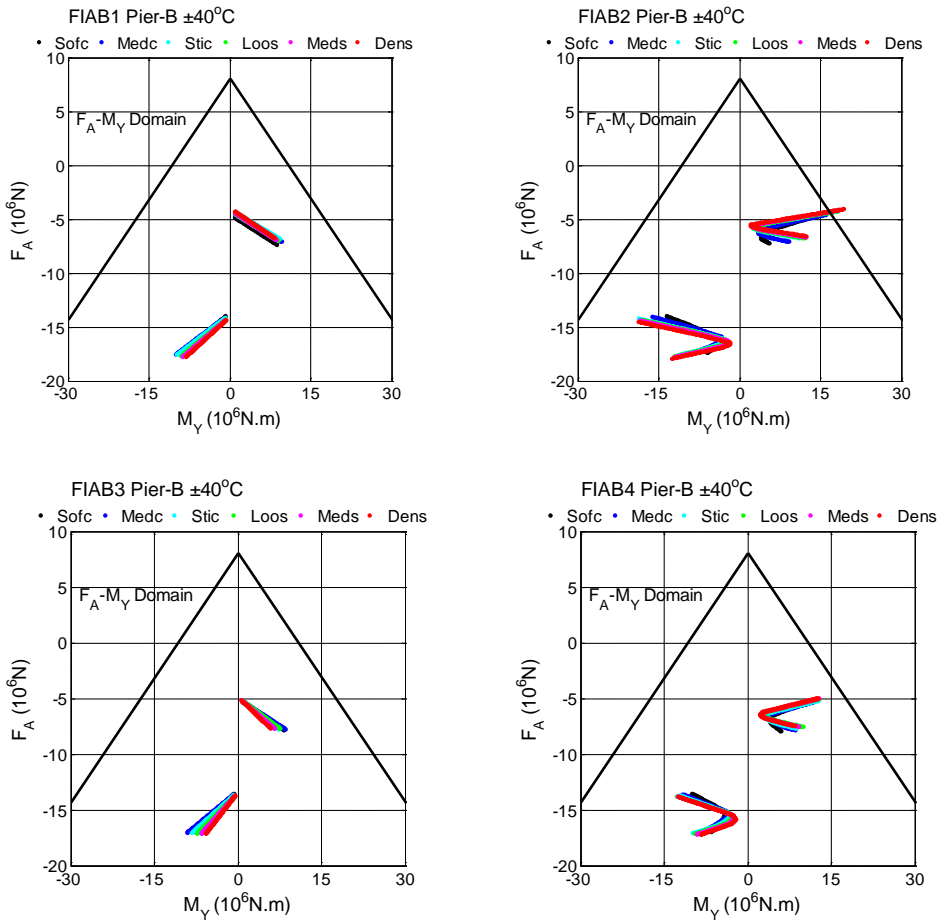 FIAB1 Pier-B ±40°C
Sofc Medc Stic Loos Meds Dens
10
5
0
-5
-10
-15
-20
F_A-M_Y Domain
F_A (10^6N)
-30 -15 0 15 30
M_Y (10^6N.m)
FIAB2 Pier-B ±40°C
Sofc Medc Stic Loos Meds Dens
10
5
0
-5
-10
-15
-20
F_A-M_Y Domain
F_A (10^6N)
-30 -15 0 15 30
M_Y (10^6N.m)
FIAB3 Pier-B ±40°C
Sofc Medc Stic Loos Meds Dens
10
5
0
-5
-10
-15
-20
F_A-M_Y Domain
F_A (10^6N)
-30 -15 0 15 30
M_Y (10^6N.m)
FIAB4 Pier-B ±40°C
Sofc Medc Stic Loos Meds Dens
10
5
0
-5
-10
-15
-20
F_A-M_Y Domain
F_A (10^6N)
-30 -15 0 15 30
M_Y (10^6N.m)